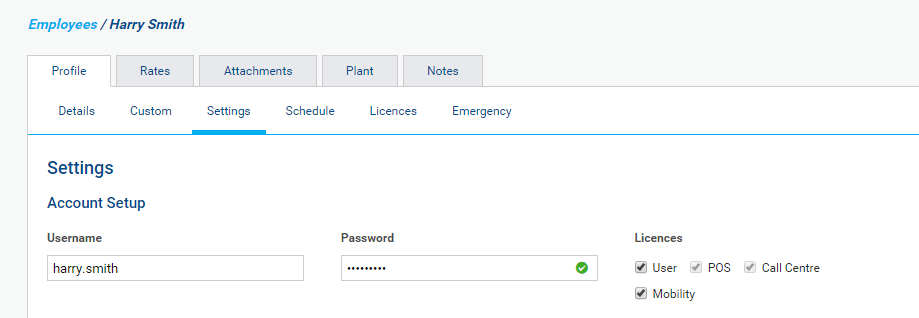 Employees / Harry Smith
Profile Rates Attachments Plant Notes
Details Custom Settings Schedule Licences Emergency
Settings
Account Setup
Username Password Licences
harry.smith ••••••••• User POS Call Centre
Mobility